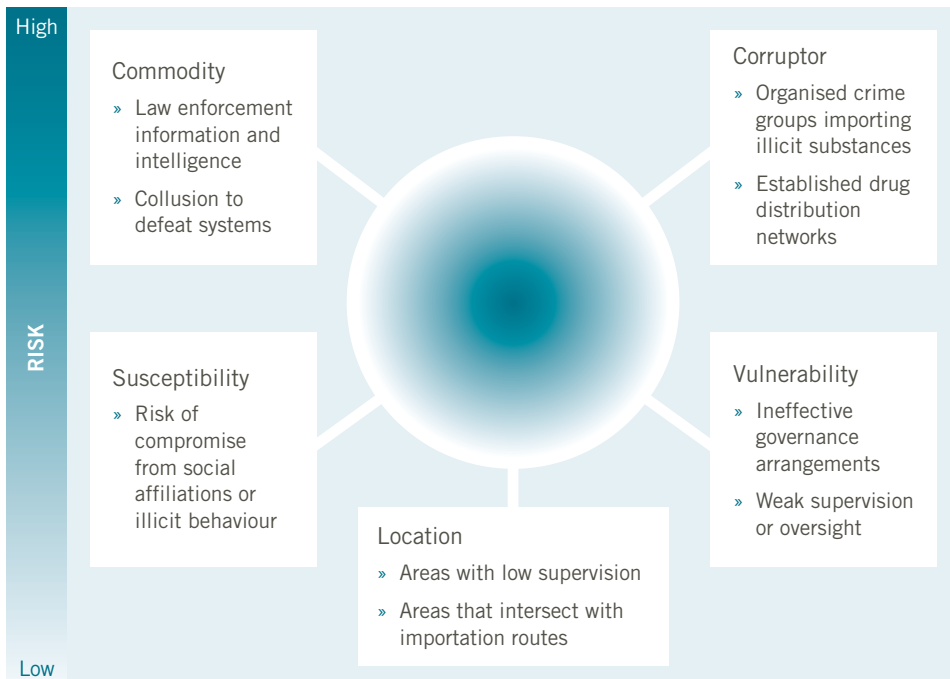 High
Commodity
» Law enforcement
information and
intelligence
» Collusion to
defeat systems
Corruptor
» Organised crime
groups importing
illicit substances
» Established drug
distribution
networks
RISK
Susceptibility
» Risk of
compromise
from social
affiliations or
illicit behaviour
Vulnerability
» Ineffective
governance
arrangements
» Weak supervision
or oversight
Location
» Areas with low supervision
» Areas that intersect with
importation routes
Low